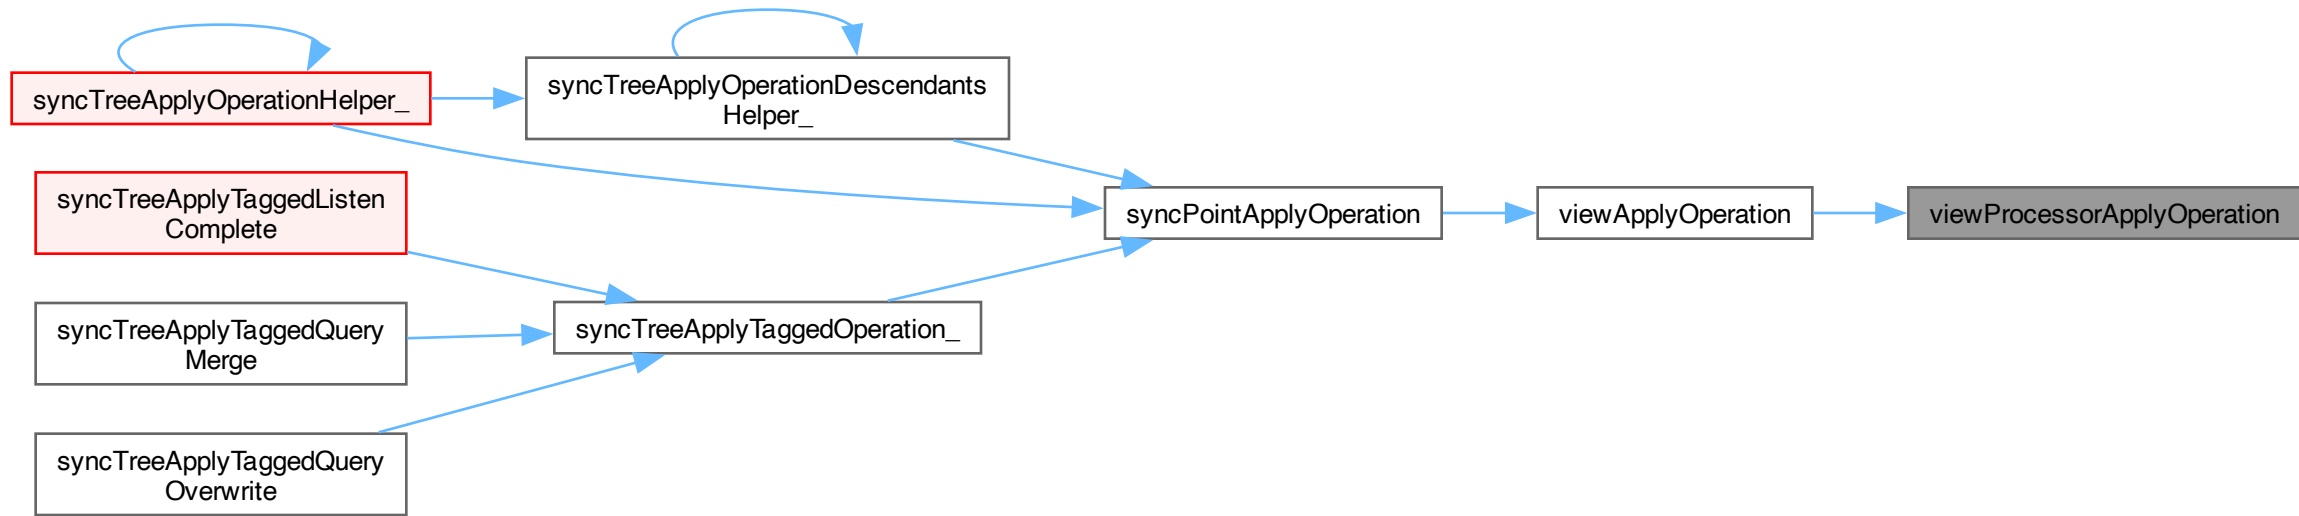 syncTreeApplyOperationHelper_
syncTreeApplyOperationDescendants
Helper_
syncTreeApplyTaggedListen
Complete
syncPointApplyOperation
viewApplyOperation
viewProcessorApplyOperation
syncTreeApplyTaggedQuery
Merge
syncTreeApplyTaggedOperation_
syncTreeApplyTaggedQuery
Overwrite